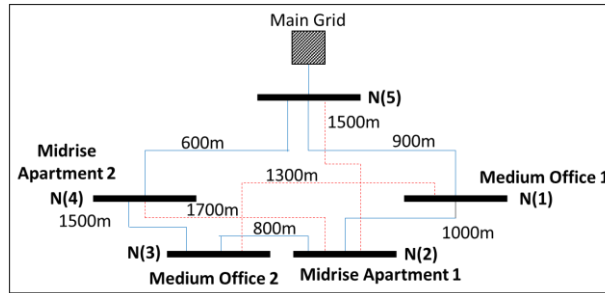 Main Grid
N(5)
1500m
600m
900m
Midrise
Apartment 2
1300m
Medium Office 1
N(4)
N(1)
1500m
1700m
800m
1000m
N(3)
N(2)
Medium Office 2
Midrise Apartment 1